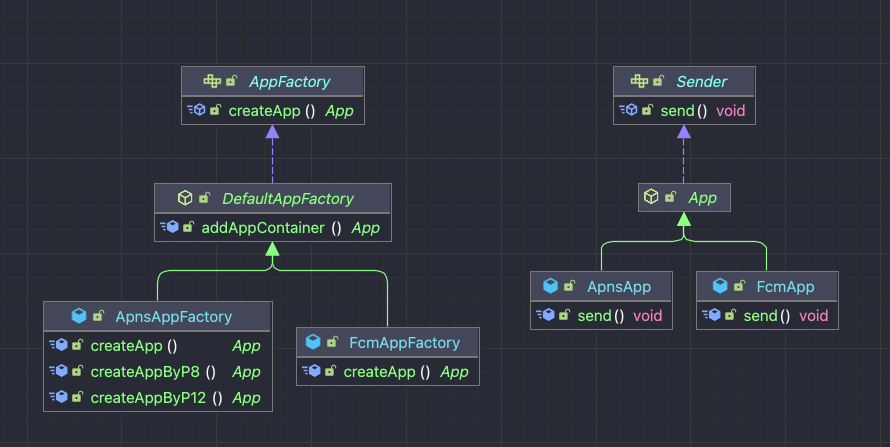 AppFactory
createApp () App
DefaultAppFactory
addAppContainer () App
ApnsAppFactory
createApp () App
createAppByP8 () App
createAppByP12 () App
FcmAppFactory
createApp () App
Sender
send () void
App
ApnsApp
send () void
FcmApp
send () void